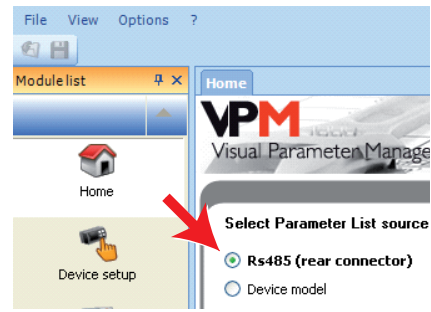 File View Options ?
Module list
Home
VPM
Visual Parameter Manage
Home
Select Parameter List source
Rs485 (rear connector)
Device setup
Device model